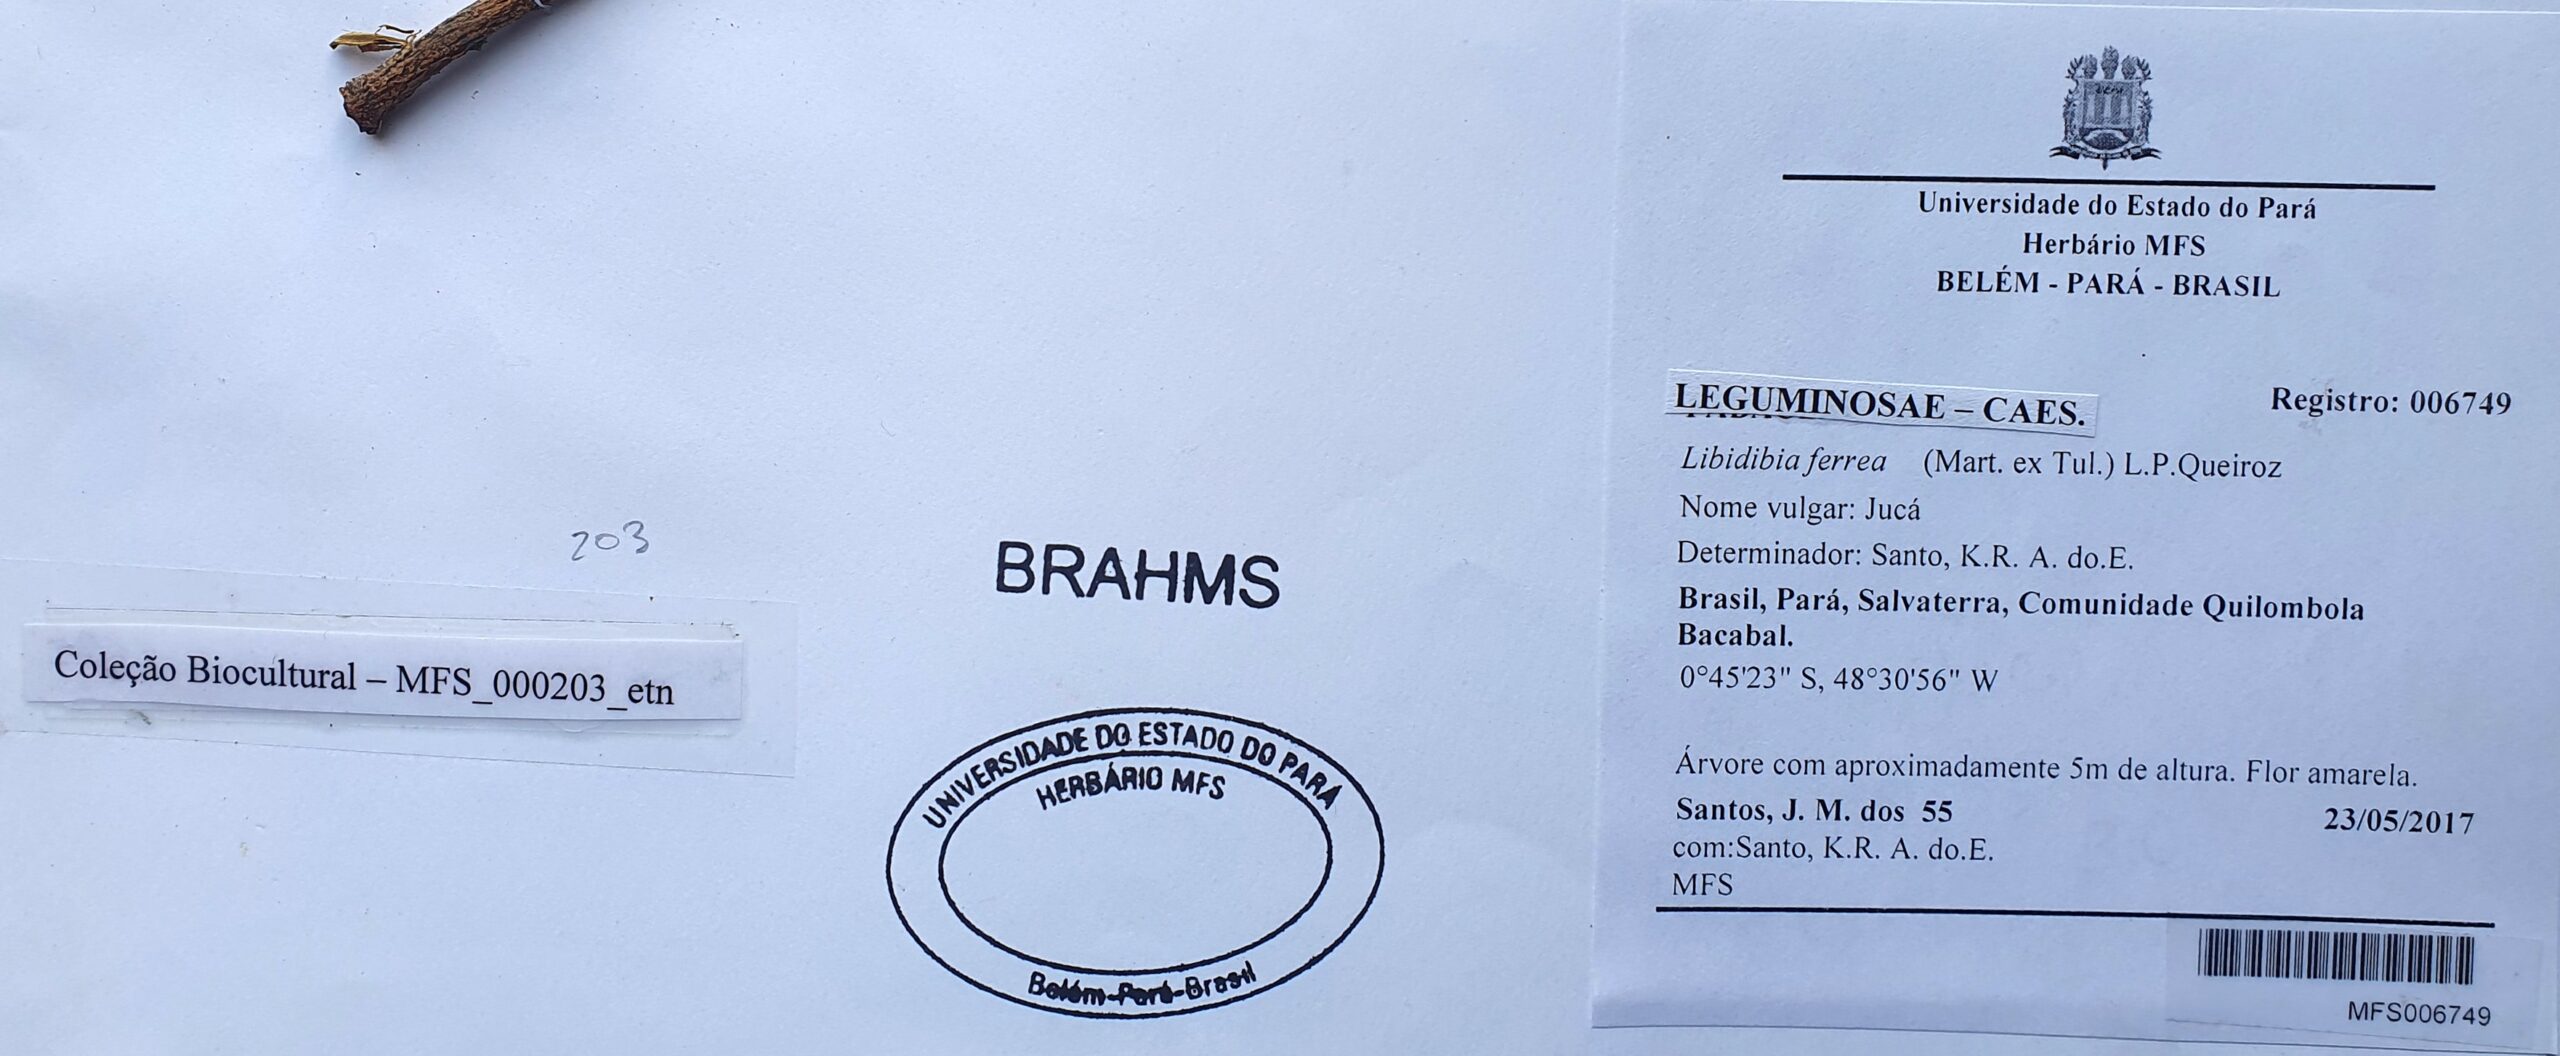 Universidade do Estado do Pará
Herbário MFS
BELÉM - PARÁ - BRASIL
LEGUMINOSAE – CAES.
Registro: 006749
Libidibia ferrea (Mart. ex Tul.) L.P.Queiroz
Nome vulgar: Jucá
Determinador: Santo, K.R. A. do.E.
Brasil, Pará, Salvaterra, Comunidade Quilombola
Bacabal.
0°45'23" S, 48°30'56" W
Árvore com aproximadamente 5m de altura. Flor amarela.
Santos, J. M. dos 55
23/05/2017
com:Santo, K.R. A. do.E.
MFS
MFS006749
203
Coleção Biocultural – MFS_000203_etn
BRAHMS
UNIVERSIDADE DO ESTADO DO PARÁ
HERBÁRIO MFS
Belém-Pará-Brasil